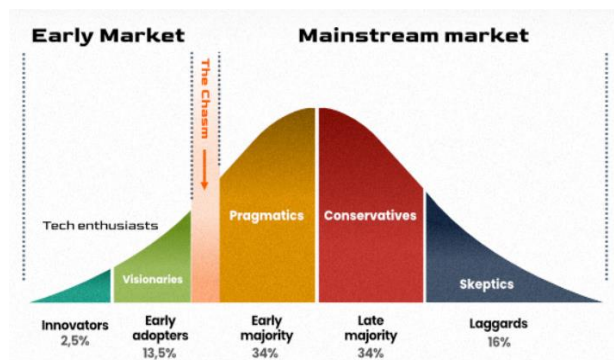 Early Market
Mainstream market
The Chasm
Tech enthusiasts
Visionaries
Pragmatics
Conservatives
Skeptics
Innovators
2,5%
Early
adopters
13,5%
Early
majority
34%
Late
majority
34%
Laggards
16%